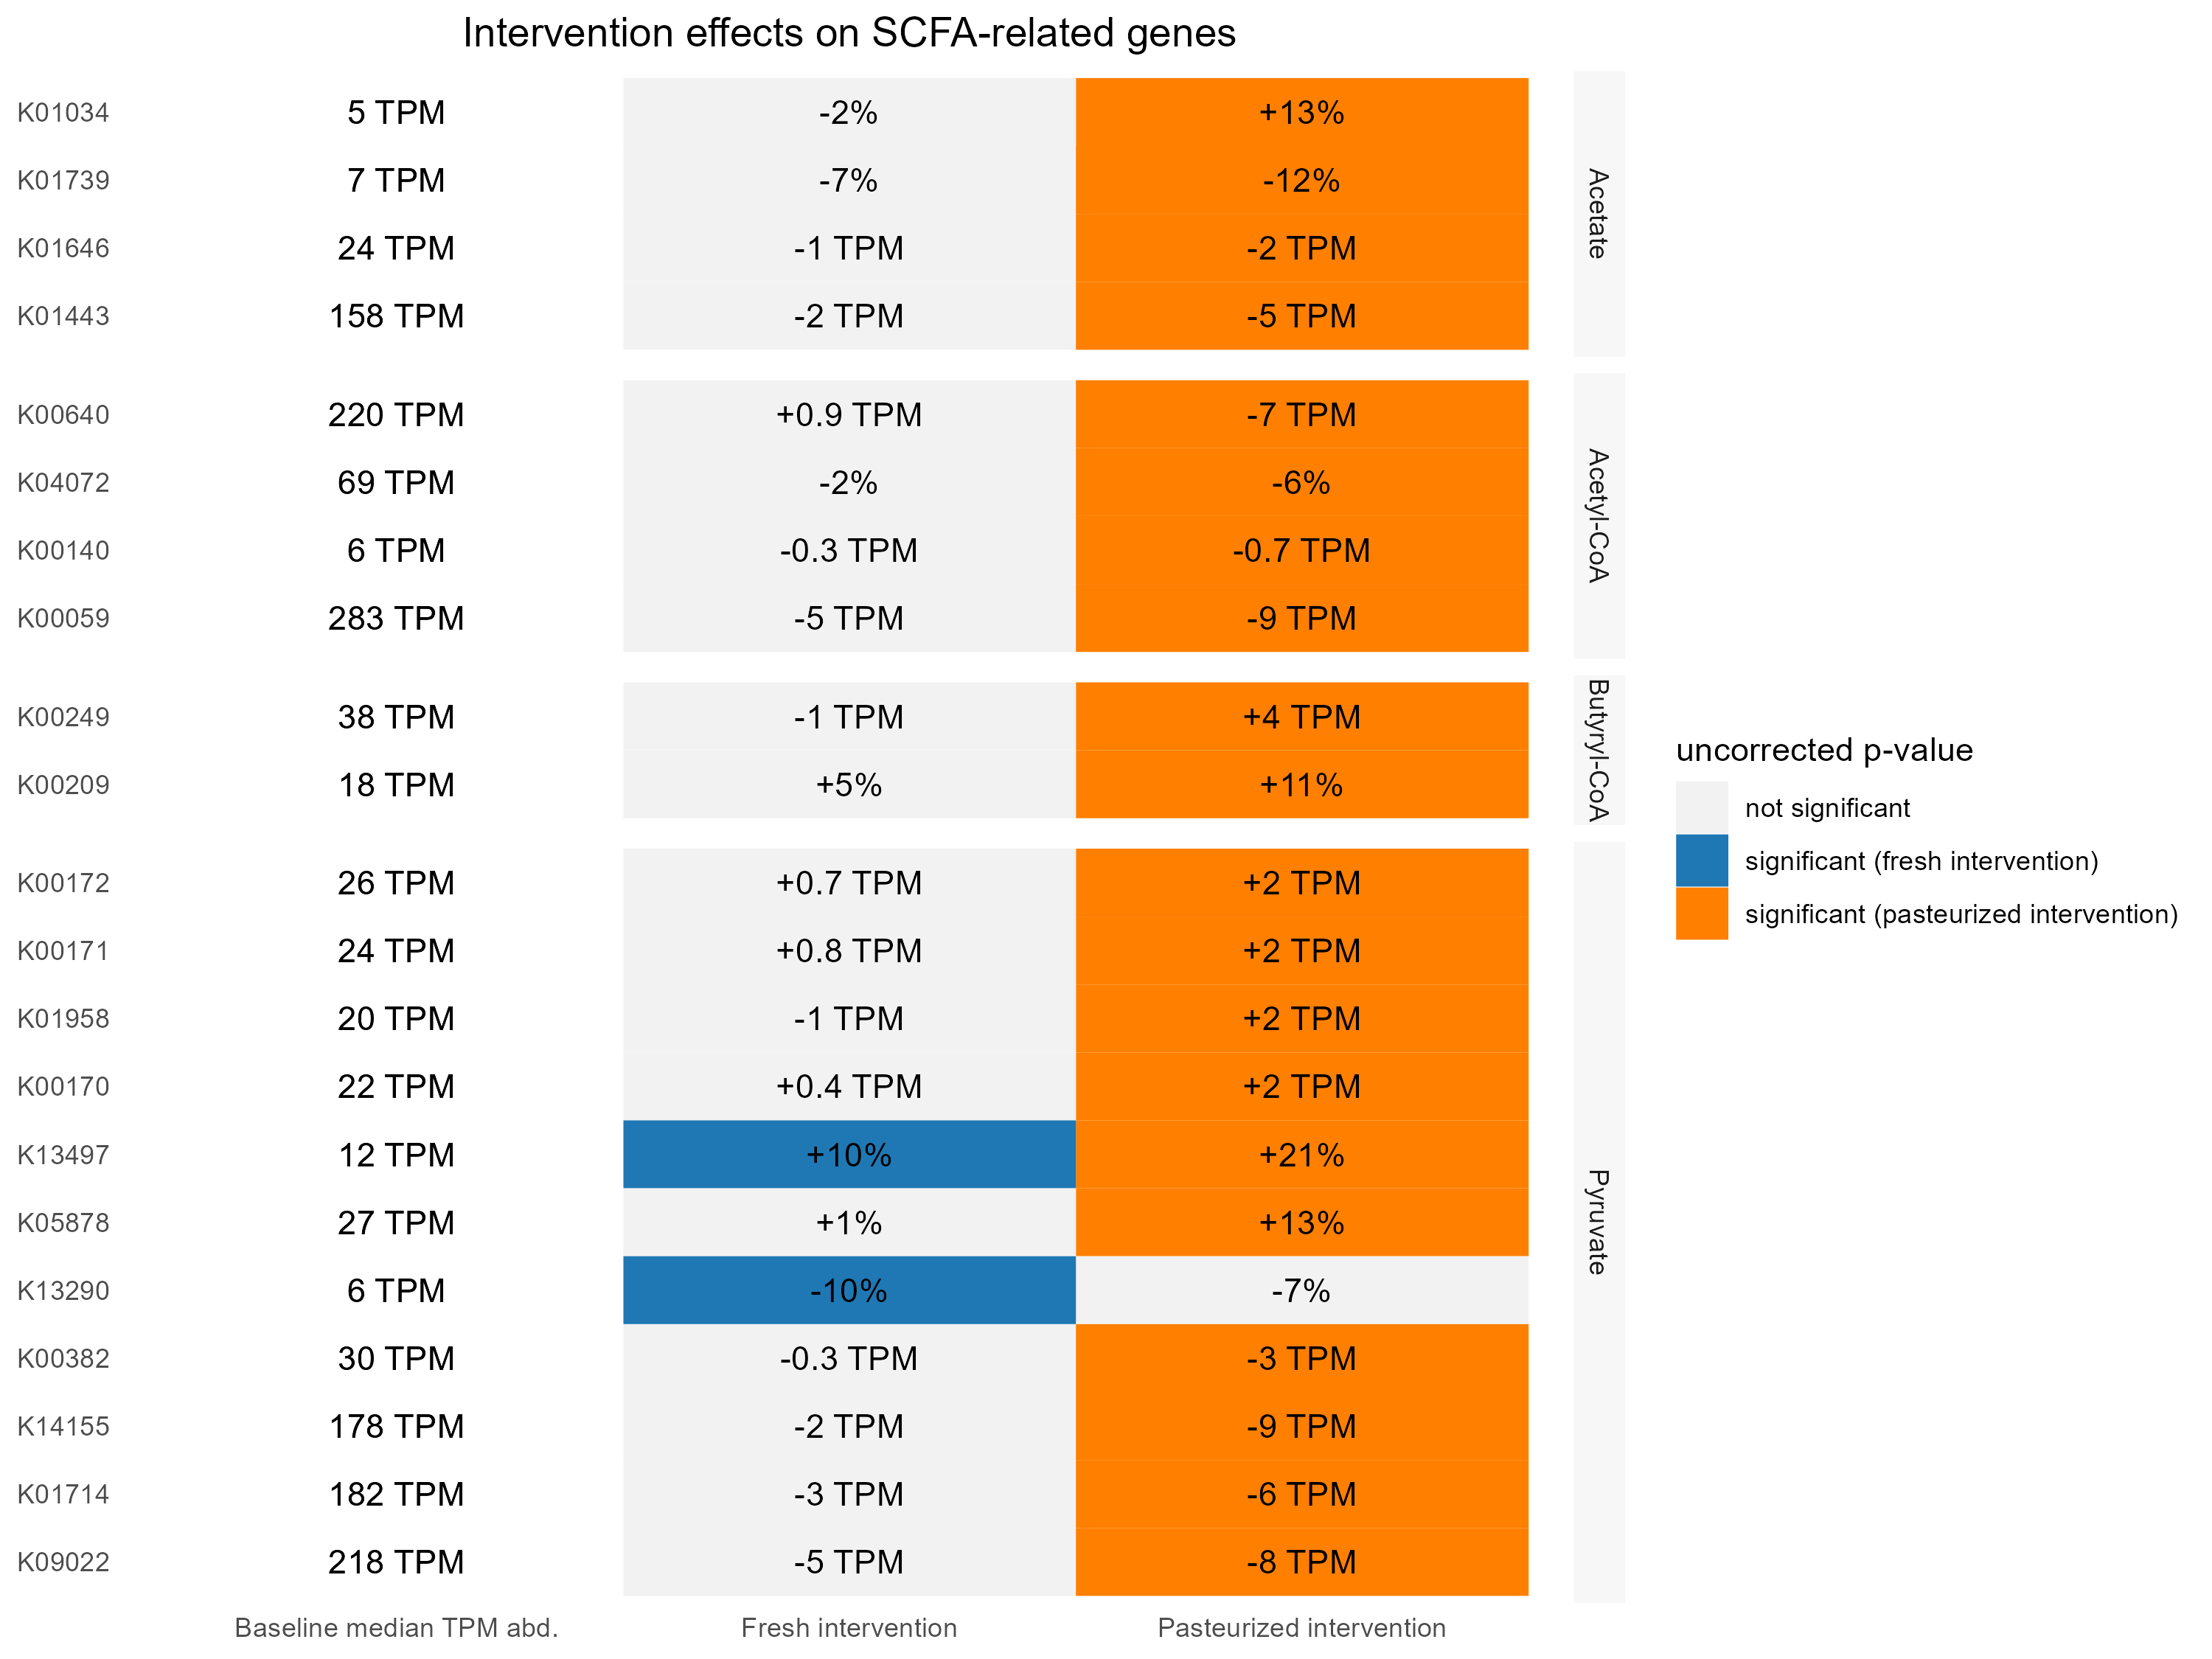 Intervention effects on SCFA-related genes
K01034 5 TPM -2% +13%
K01739 7 TPM -7% -12%
K01646 24 TPM -1 TPM -2 TPM
K01443 158 TPM -2 TPM -5 TPM
Acetate
K00640 220 TPM +0.9 TPM -7 TPM
K04072 69 TPM -2% -6%
K00140 6 TPM -0.3 TPM -0.7 TPM
K00059 283 TPM -5 TPM -9 TPM
Acetyl-CoA
K00249 38 TPM -1 TPM +4 TPM
K00209 18 TPM +5% +11%
Butyryl-CoA
K00172 26 TPM +0.7 TPM +2 TPM
K00171 24 TPM +0.8 TPM +2 TPM
K01958 20 TPM -1 TPM +2 TPM
K00170 22 TPM +0.4 TPM +2 TPM
K13497 12 TPM +10% +21%
K05878 27 TPM +1% +13%
K13290 6 TPM -10% -7%
K00382 30 TPM -0.3 TPM -3 TPM
K14155 178 TPM -2 TPM -9 TPM
K01714 182 TPM -3 TPM -6 TPM
K09022 218 TPM -5 TPM -8 TPM
Pyruvate
Baseline median TPM abd. Fresh intervention Pasteurized intervention
uncorrected p-value
not significant
significant (fresh intervention)
significant (pasteurized intervention)